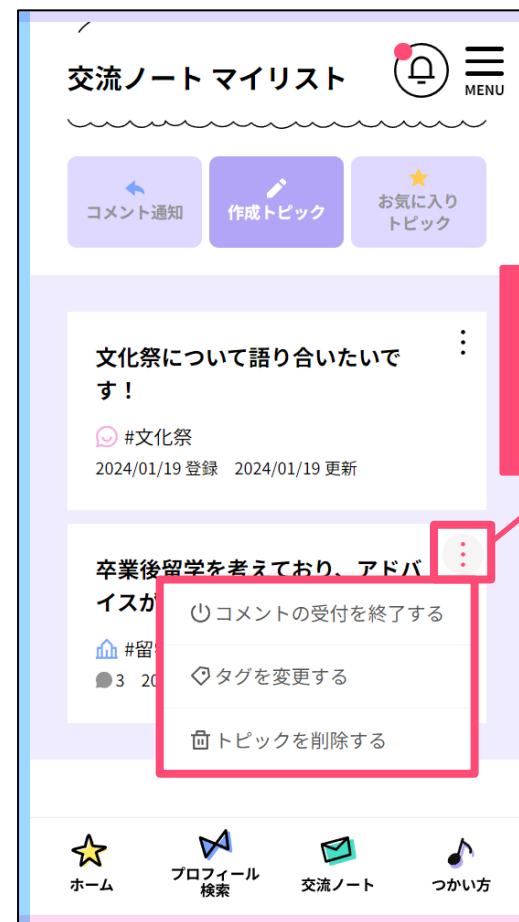 交流ノート マイリスト
MENU
コメント通知
作成トピック
お気に入り
トピック
文化祭について語り合いたいで
す！
#文化祭
2024/01/19 登録 2024/01/19 更新
卒業後留学を考えており、アドバ
イスが
#留
3 20
コメントの受付を終了する
タグを変更する
トピックを削除する
ホーム
プロフィール
検索
交流ノート
つかい方